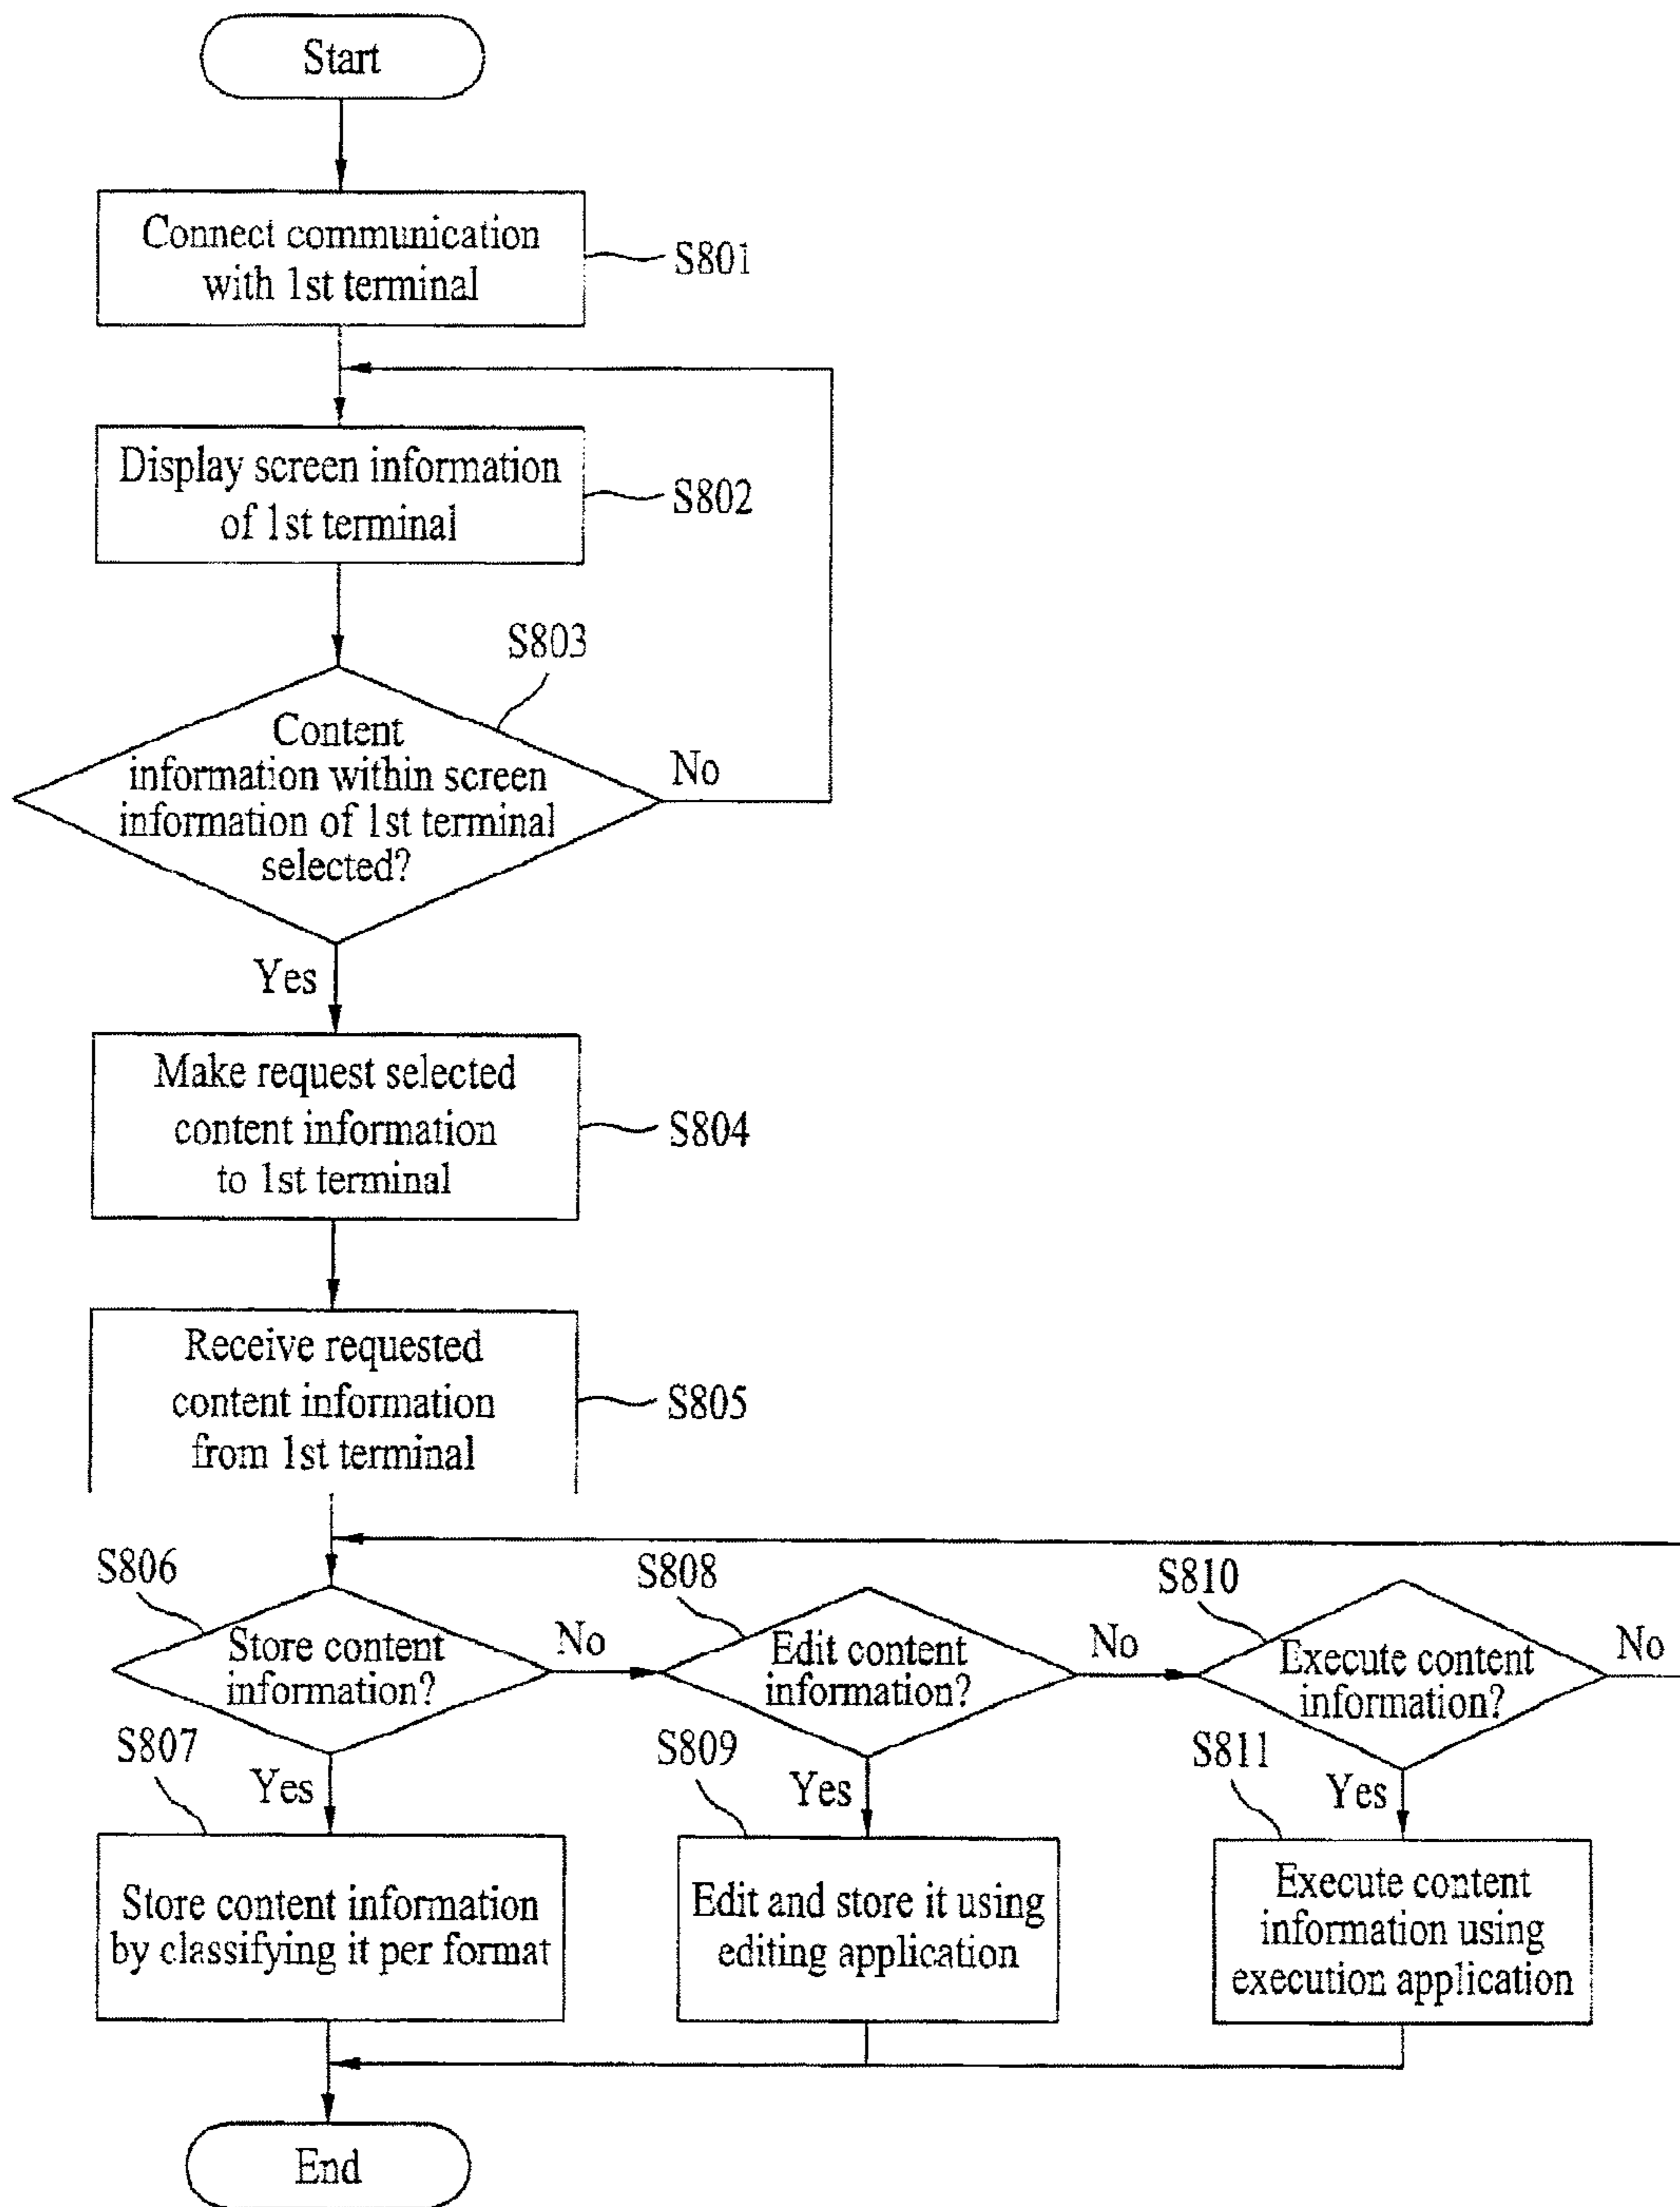 Start
Connect communication
with 1st terminal
S801
Display screen information
of 1st terminal
S802
S803
Content
information within screen
information of 1st terminal
selected?
No
Yes
Make request selected
content information
to 1st terminal
S804
Receive requested
content information
from 1st terminal
S805
S806
Store content
information?
No
S808
Edit content
information?
No
S810
Execute content
information?
No
S807
Yes
S809
Yes
S811
Yes
Store content information
by classifying it per format
Edit and store it using
editing application
Execute content
information using
execution application
End